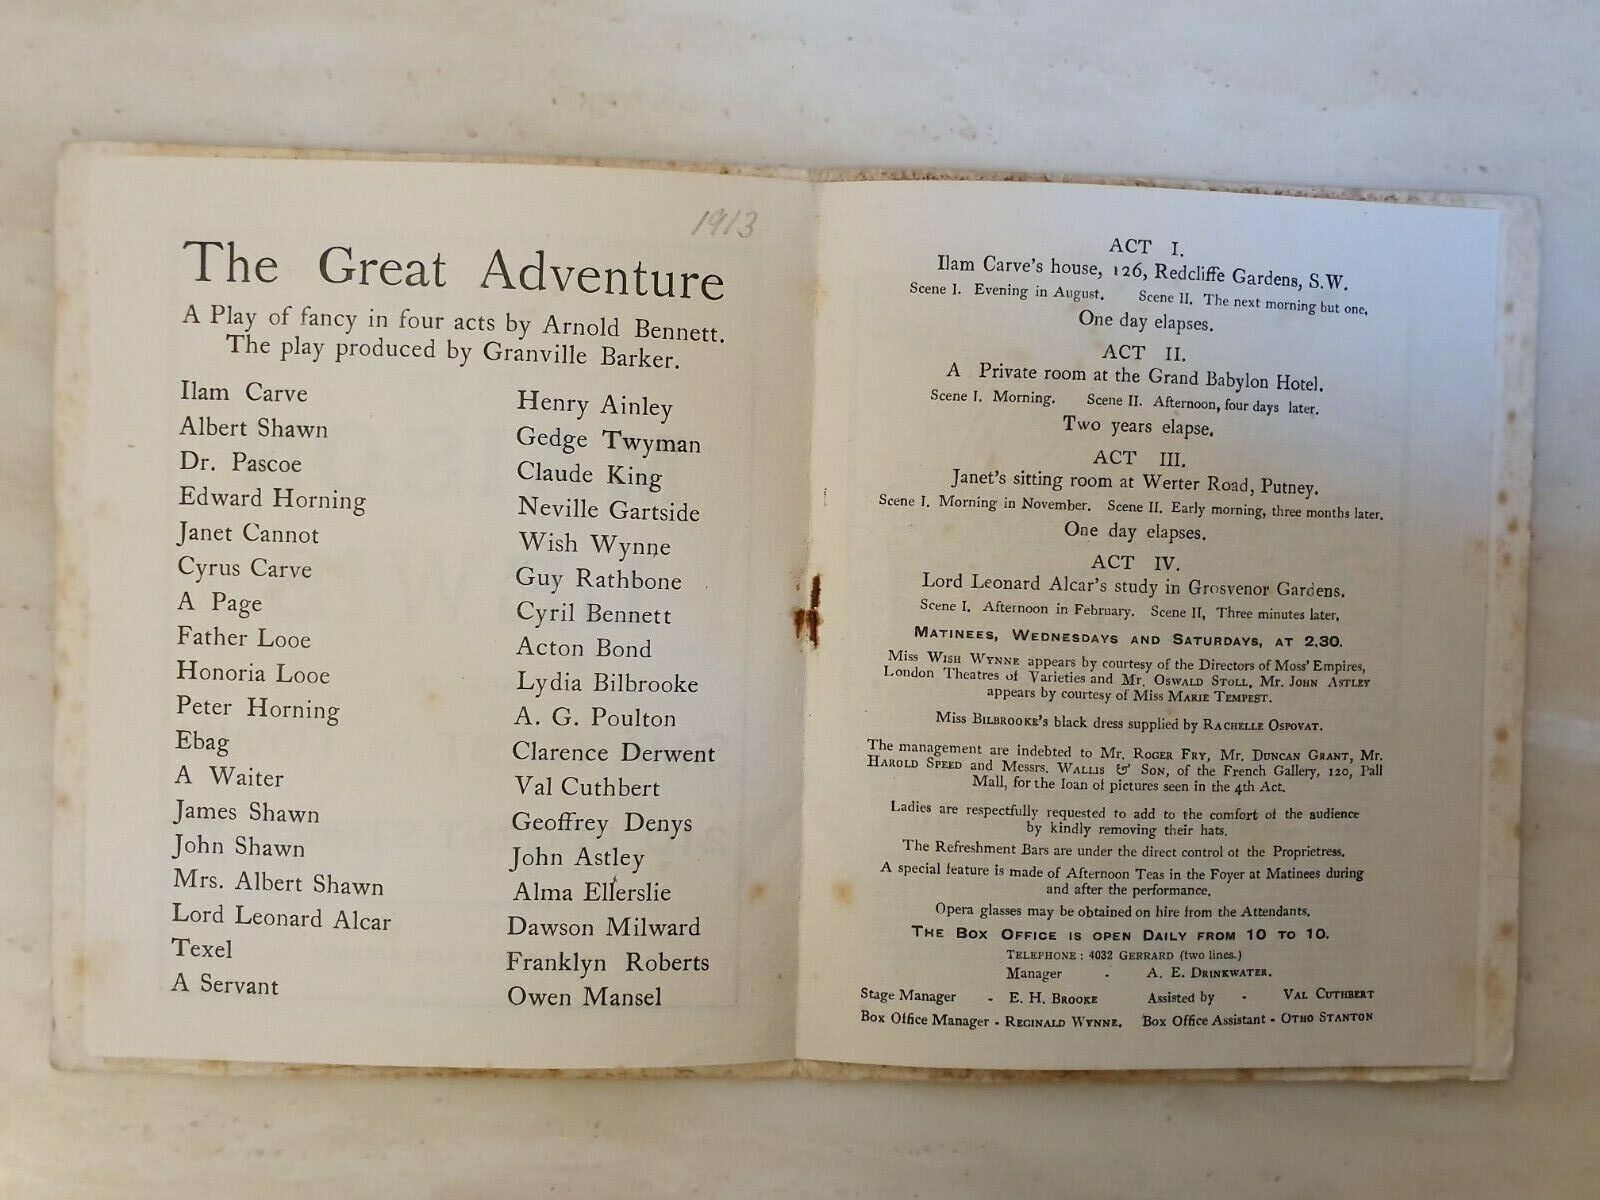 1913
The Great Adventure
A Play of fancy in four acts by Arnold Bennett.
The play produced by Granville Barker.
Ilam Carve Henry Ainley
Albert Shawn Gedge Twyman
Dr. Pascoe Claude King
Edward Horning Neville Gartside
Janet Cannot Wish Wynne
Cyrus Carve Guy Rathbone
A Page Cyril Bennett
Father Looe Acton Bond
Honoria Looe Lydia Bilbrooke
Peter Horning A. G. Poulton
Ebag Clarence Derwent
A Waiter Val Cuthbert
James Shawn Geoffrey Denys
John Shawn John Astley
Mrs. Albert Shawn Alma Ellerslie
Lord Leonard Alcar Dawson Milward
Texel Franklyn Roberts
A Servant Owen Mansel
ACT I.
Ilam Carve's house, 126, Redcliffe Gardens, S.W.
Scene I. Evening in August. Scene II. The next morning but one,
One day elapses.
ACT II.
A Private room at the Grand Babylon Hotel.
Scene I. Morning. Scene II. Afternoon, four days later.
Two years elapse.
ACT III.
Janet's sitting room at Werter Road, Putney.
Scene I. Morning in November. Scene II. Early morning, three months later.
One day elapses.
ACT IV.
Lord Leonard Alcar's study in Grosvenor Gardens.
Scene I. Afternoon in February. Scene II, Three minutes later,
MATINEES, WEDNESDAYS AND SATURDAYS, AT 2.30.
Miss WISH WYNNE appears by courtesy of the Directors of Moss' Empires,
London Theatres of Varieties and Mr. OSWALD STOLL. Mr. JOHN ASTLEY
appears by courtesy of Miss MARIE TEMPEST.
Miss BILBROOKE'S black dress supplied by RACHELLE OSPOVAT.
The management are indebted to Mr. ROGER FRY, Mr. DUNCAN GRANT, Mr.
HAROLD SPEED and Messrs. WALLIS & SON, of the French Gallery, 120, Pall
Mall, for the loan of pictures seen in the 4th Act.
Ladies are respectfully requested to add to the comfort of the audience
by kindly removing their hats.
The Refreshment Bars are under the direct control of the Proprietress.
A special feature is made of Afternoon Teas in the Foyer at Matinees during
and after the performance.
Opera glasses may be obtained on hire from the Attendants.
THE BOX OFFICE IS OPEN DAILY FROM 10 TO 10.
TELEPHONE : 4032 GERRARD (two lines.)
Manager - A. E. DRINKWATER.
Stage Manager - E. H. BROOKE Assisted by - VAL CUTHBERT
Box Office Manager - REGINALD WYNNE. Box Office Assistant - OTHO STANTON